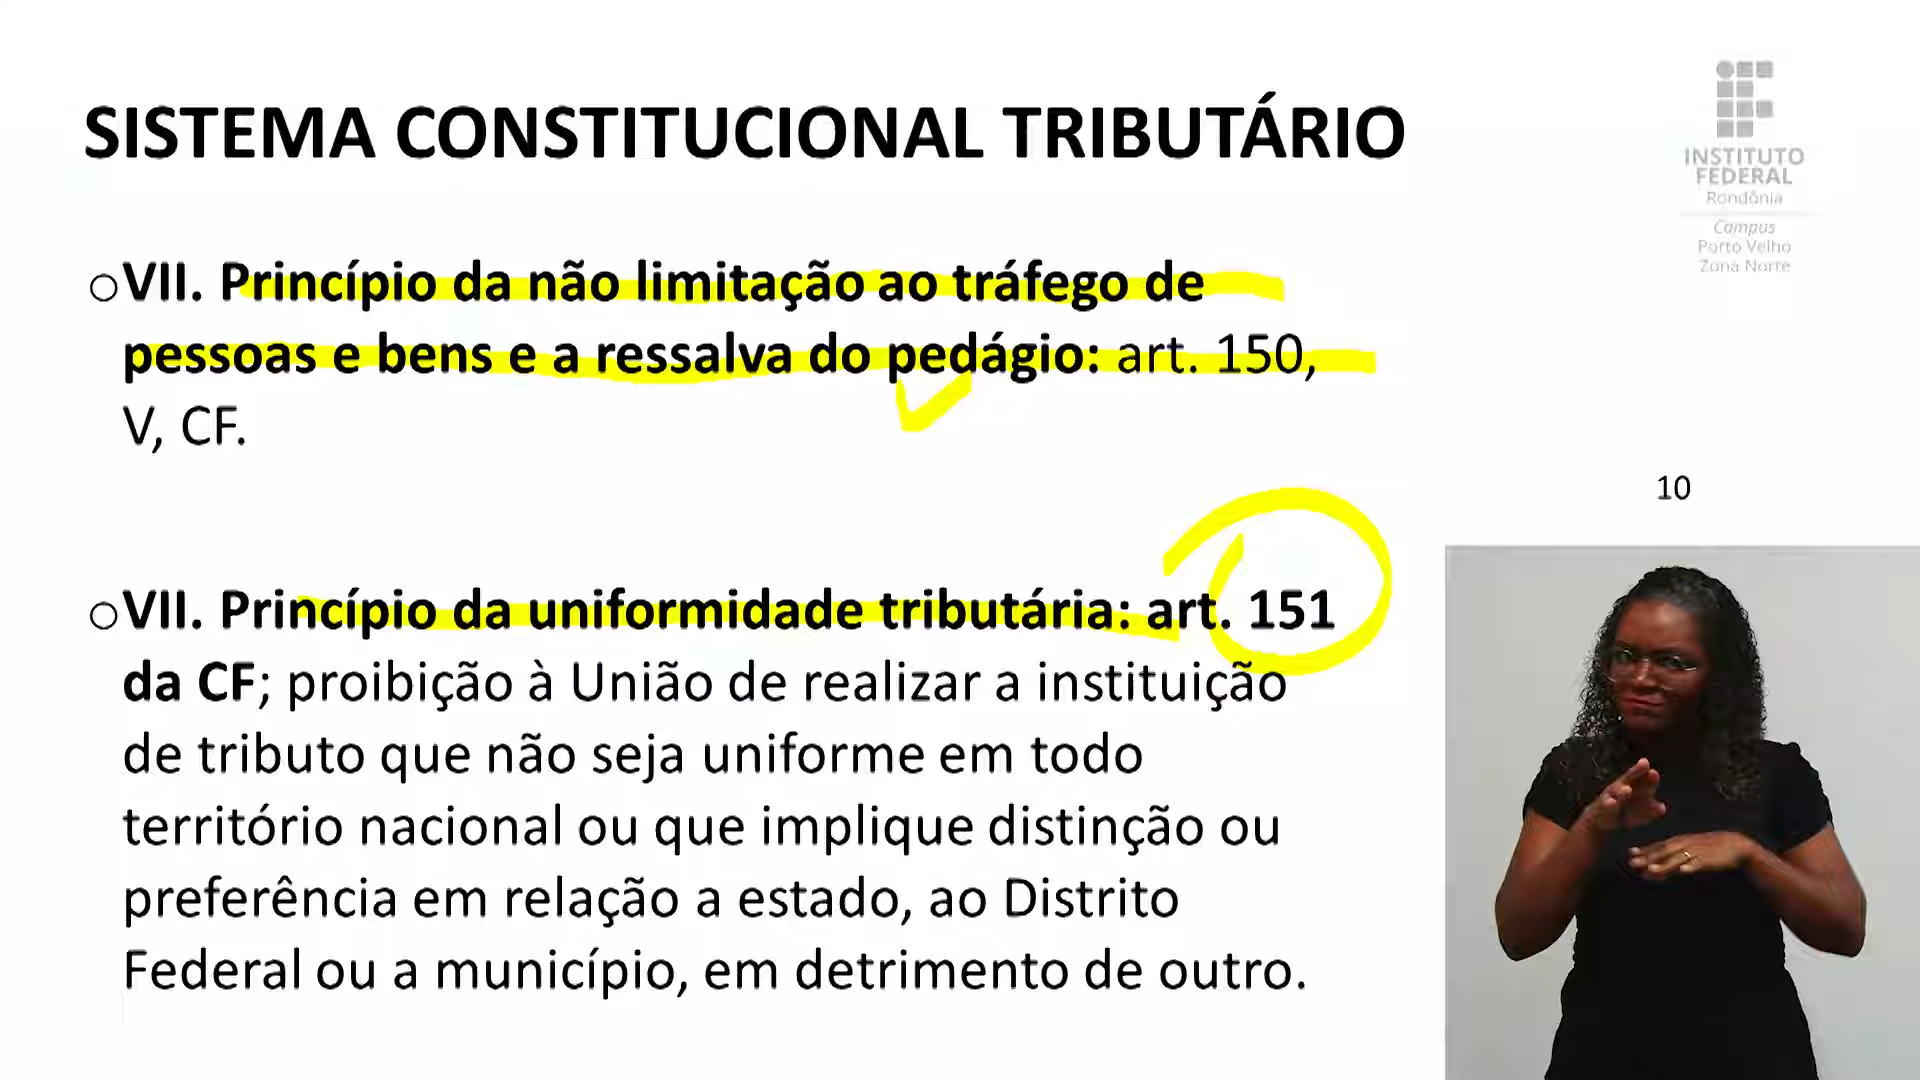 SISTEMA CONSTITUCIONAL TRIBUTÁRIO
INSTITUTO
FEDERAL
Rondônia
Campus
Porto Velho
Zona Norte
VII. Princípio da não limitação ao tráfego de
pessoas e bens e a ressalva do pedágio: art. 150,
V, CF.
10
VII. Princípio da uniformidade tributária: art. 151
da CF; proibição à União de realizar a instituição
de tributo que não seja uniforme em todo
território nacional ou que implique distinção ou
preferência em relação a estado, ao Distrito
Federal ou a município, em detrimento de outro.